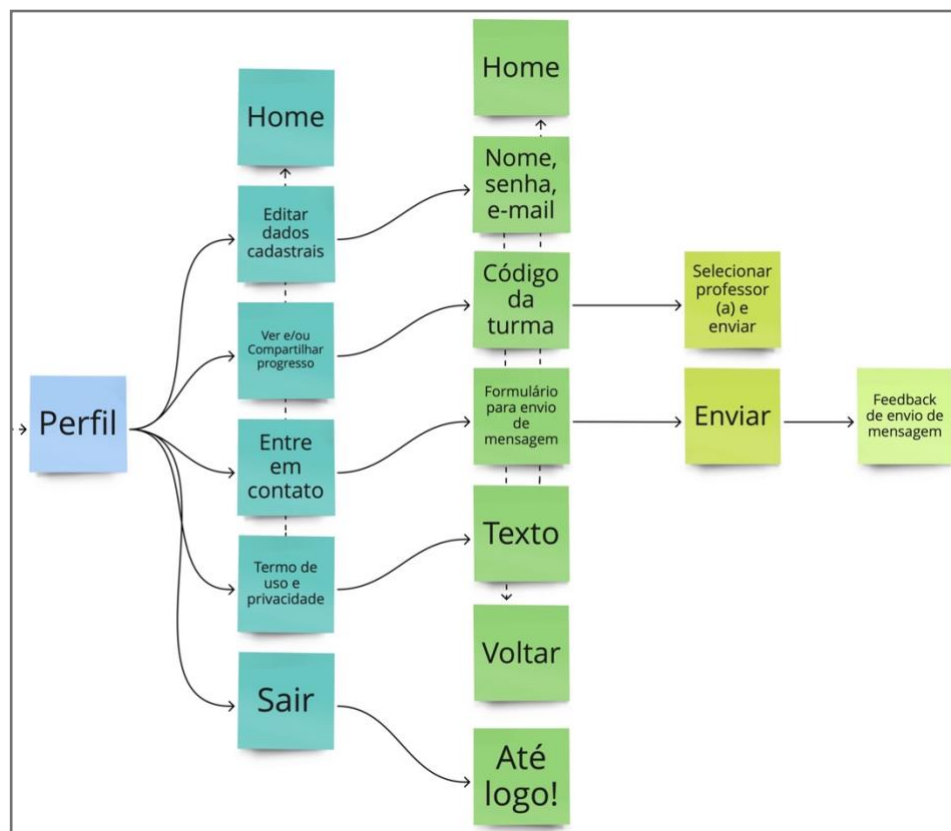 Home
Home
Nome,
senha,
e-mail
Editar
dados
cadastrais
Código
da
turma
Selecionar
professor
(a) e
enviar
Ver e/ou
Compartilhar
progresso
Perfil
Formulário
para envio
de
mensagem
Enviar
Feedback
de envio de
mensagem
Entre
em
contato
Texto
Termo de
uso e
privacidade
Voltar
Sair
Até
logo!